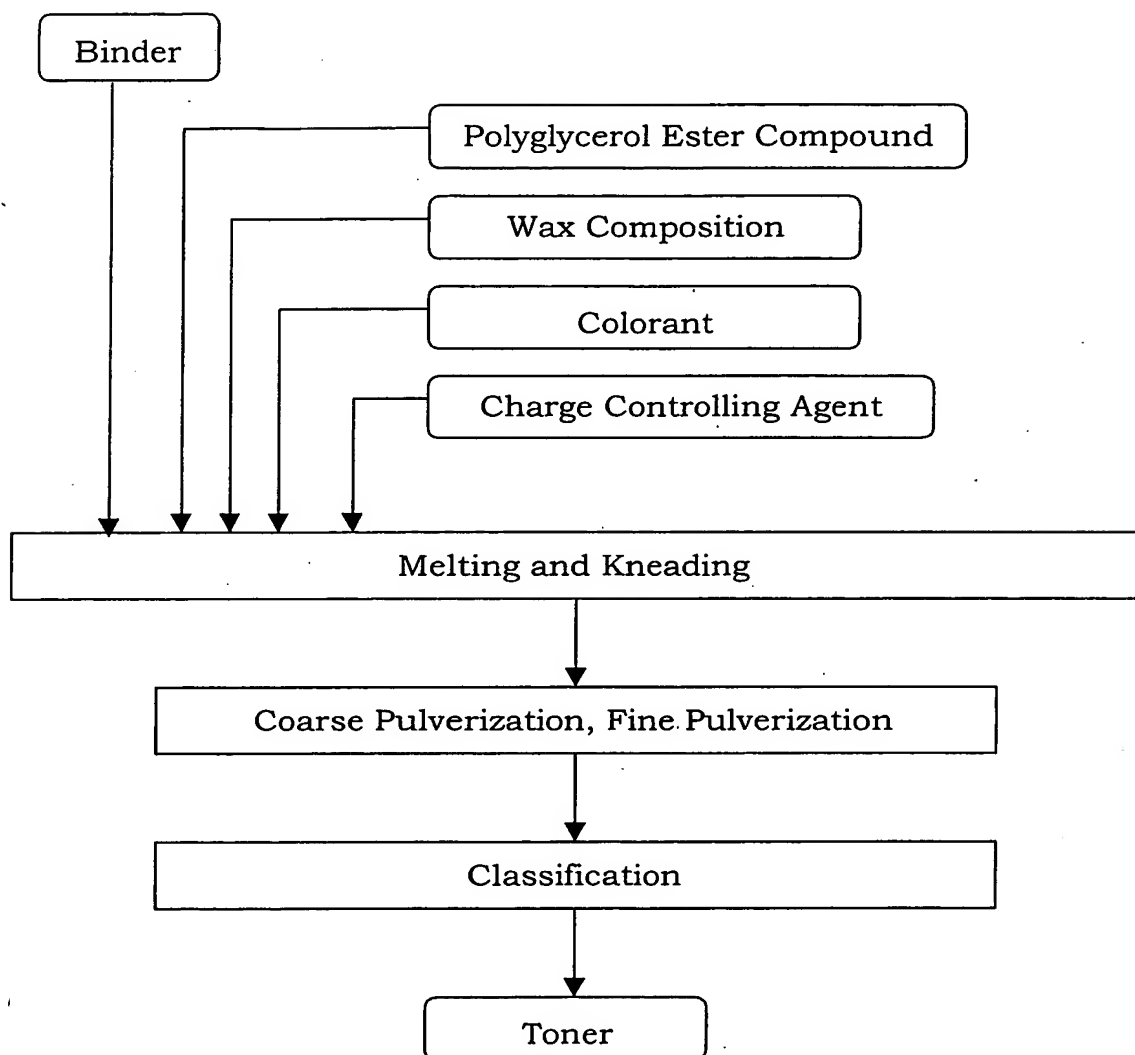 Binder
Polyglycerol Ester Compound
Wax Composition
Colorant
Charge Controlling Agent
Melting and Kneading
Coarse Pulverization, Fine Pulverization
Classification
Toner